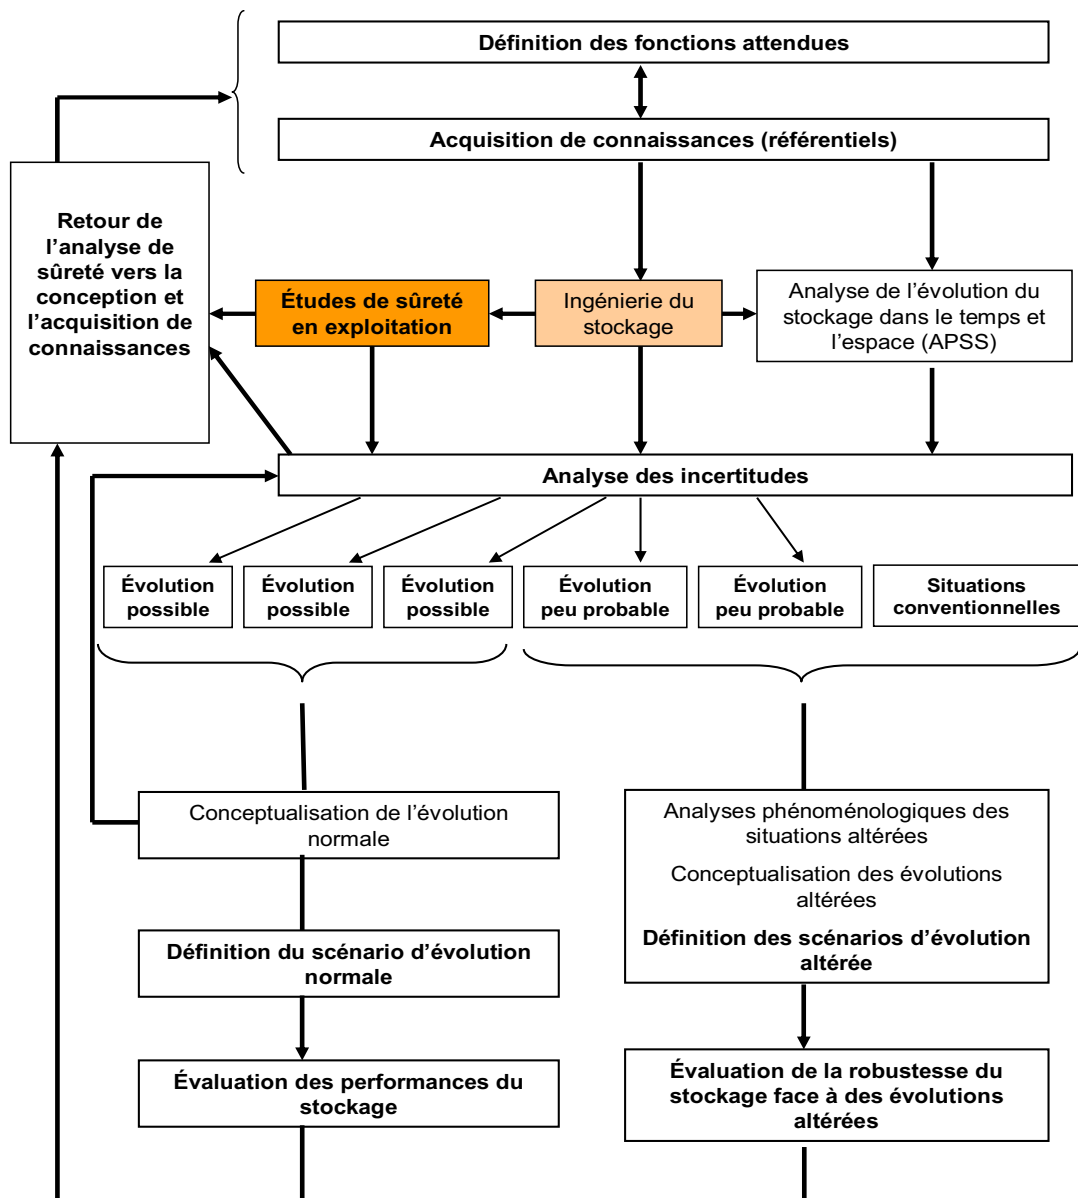 Définition des fonctions attendues
Acquisition de connaissances (référentiels)
Retour de
l'analyse de
sûreté vers la
conception et
l'acquisition de
connaissances
Études de sûreté
en exploitation
Ingénierie du
stockage
Analyse de l'évolution du
stockage dans le temps et
l'espace (APSS)
Analyse des incertitudes
Évolution
possible
Évolution
possible
Évolution
possible
Évolution
peu probable
Évolution
peu probable
Situations
conventionnelles
Conceptualisation de l'évolution
normale
Définition du scénario d'évolution
normale
Évaluation des performances du
stockage
Analyses phénoménologiques des
situations altérées
Conceptualisation des évolutions
altérées
Définition des scénarios d'évolution
altérée
Évaluation de la robustesse du
stockage face à des évolutions
altérées